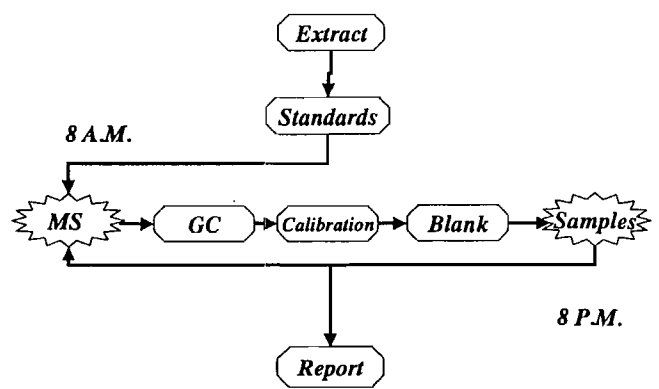 Extract
Standards
8 A.M.
MS
GC
Calibration
Blank
Samples
8 P.M.
Report